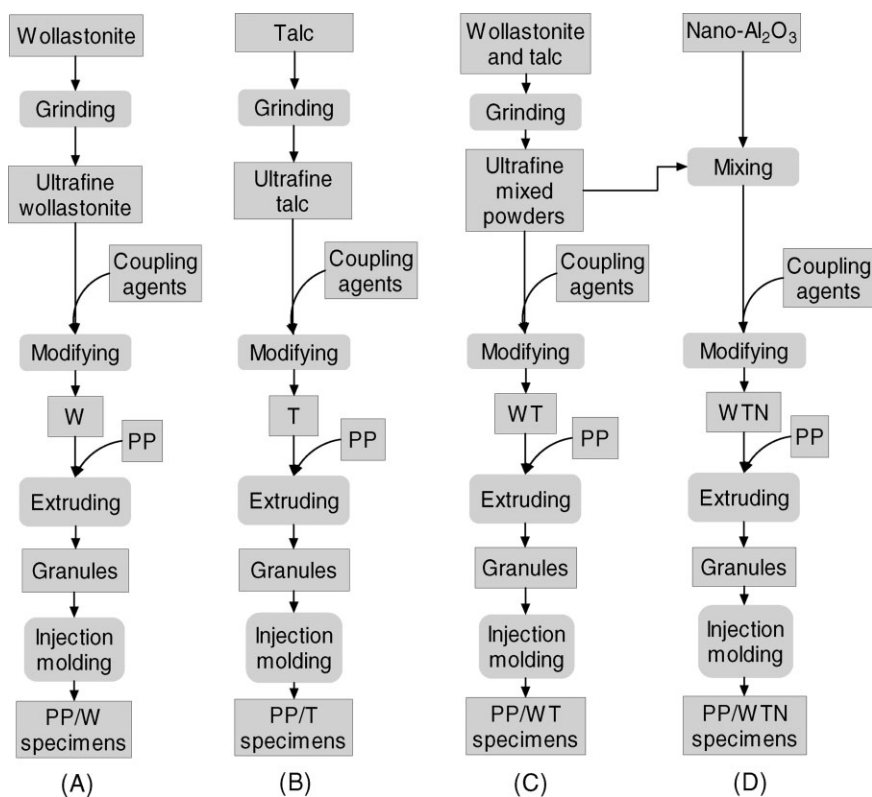 Wollastonite
Grinding
Ultrafine
wollastonite
Coupling
agents
Modifying
W
PP
Extruding
Granules
Injection
molding
PP/W
specimens
(A)
Talc
Grinding
Ultrafine
talc
Coupling
agents
Modifying
T
PP
Extruding
Granules
Injection
molding
PP/T
specimens
(B)
Wollastonite
and talc
Grinding
Ultrafine
mixed
powders
Coupling
agents
Modifying
WT
PP
Extruding
Granules
Injection
molding
PP/WT
specimens
(C)
Nano-Al₂O₃
Mixing
Coupling
agents
Modifying
WTN
PP
Extruding
Granules
Injection
molding
PP/WTN
specimens
(D)